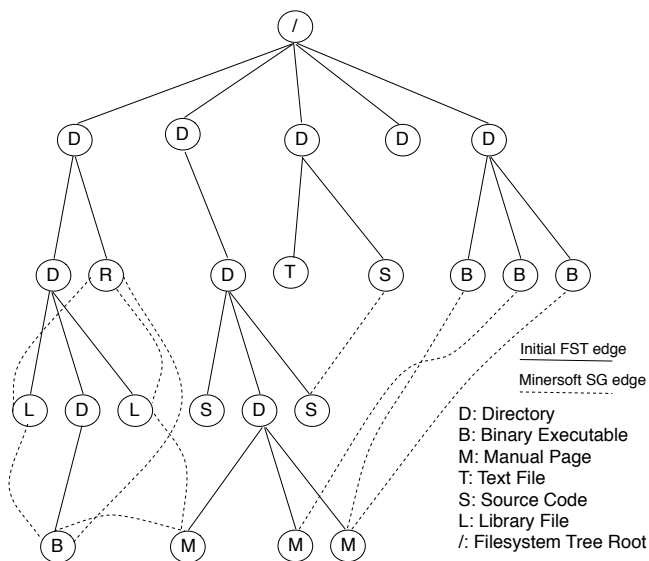 /
D D D D D
D R D T S B B B
L D L S D S
B M M M
Initial FST edge
Minersoft SG edge
D: Directory
B: Binary Executable
M: Manual Page
T: Text File
S: Source Code
L: Library File
/: Filesystem Tree Root